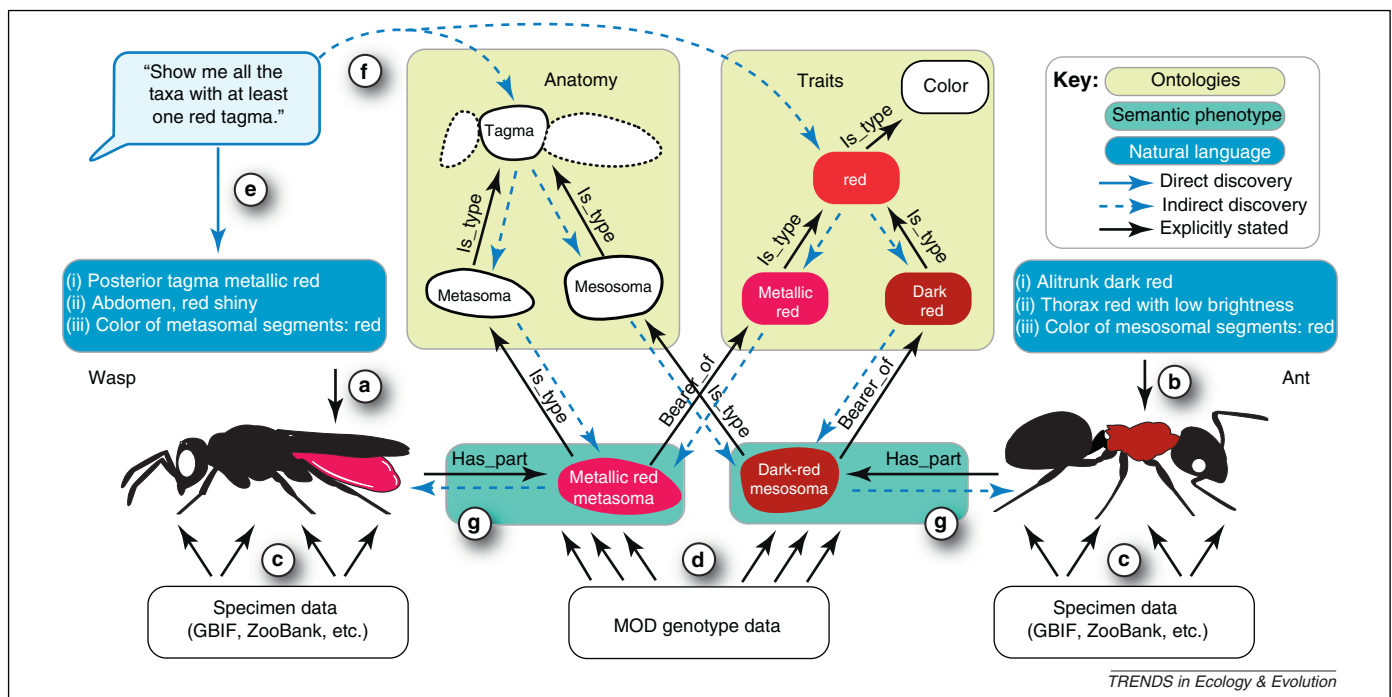 “Show me all the
taxa with at least
one red tagma.”
f
e
Anatomy
Tagma
Is_type
Is_type
Metasoma
Mesosoma
Traits
Color
Is_type
red
Is_type
Is_type
Metallic
red
Dark
red
Key:
Ontologies
Semantic phenotype
Natural language
Direct discovery
Indirect discovery
Explicitly stated
(i) Posterior tagma metallic red
(ii) Abdomen, red shiny
(iii) Color of metasomal segments: red
(i) Alitrunk dark red
(ii) Thorax red with low brightness
(iii) Color of mesosomal segments: red
Wasp
a
b
Ant
Is_type
Bearer_of
Is_type
Bearer_of
Has_part
Metallic red
metasoma
g
Dark-red
mesosoma
Has_part
g
c
d
c
Specimen data
(GBIF, ZooBank, etc.)
MOD genotype data
Specimen data
(GBIF, ZooBank, etc.)
TRENDS in Ecology & Evolution